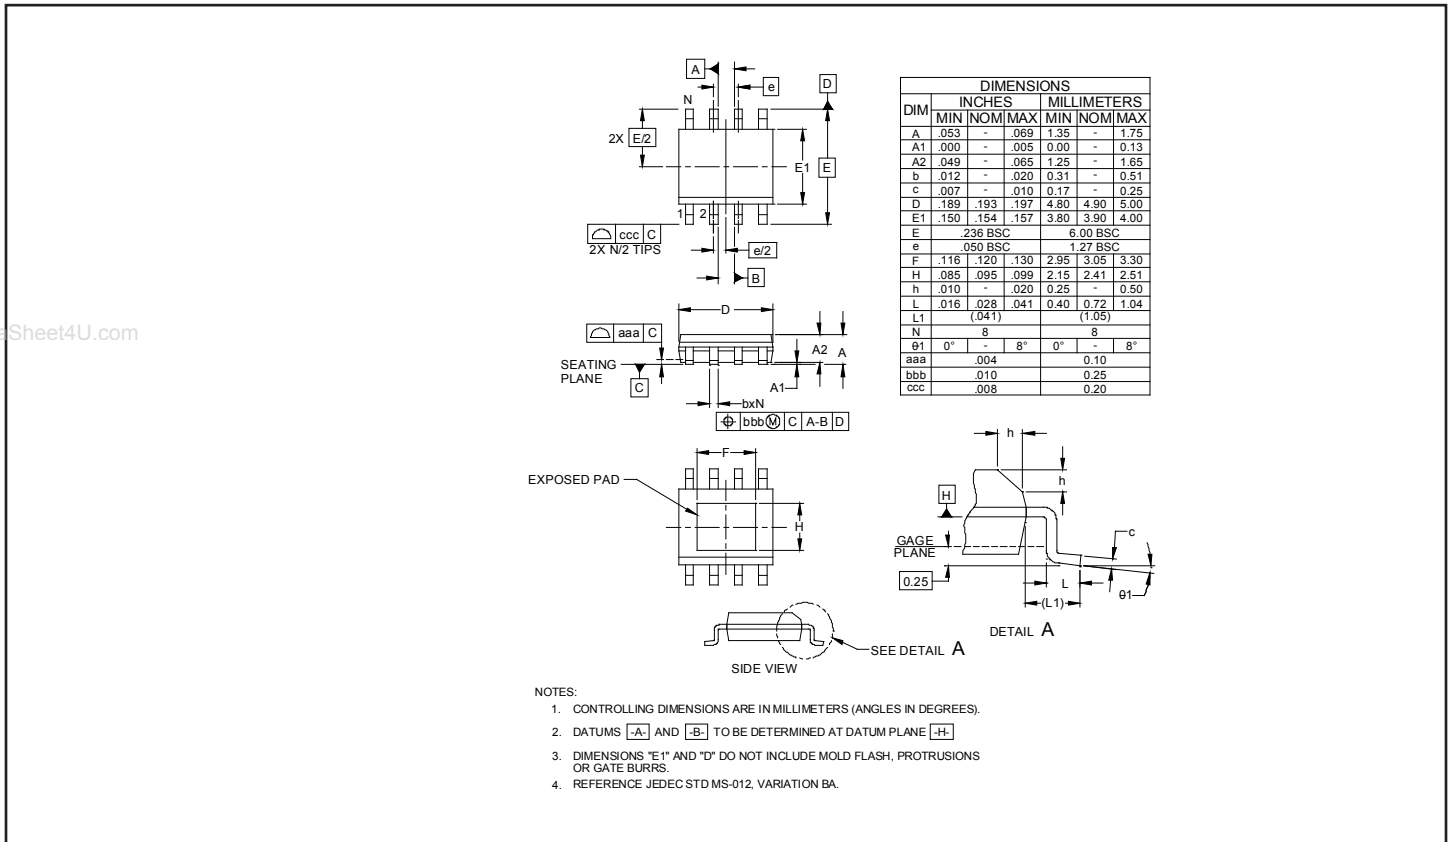 A
e
D
N
2X E/2
E1
E
1 2
ccc C
2X N/2 TIPS
e/2
B
DIMENSIONS
DIM INCHES MILLIMETERS
MIN NOM MAX MIN NOM MAX
A .053 - .069 1.35 - 1.75
A1 .000 - .005 0.00 - 0.13
A2 .049 - .065 1.25 - 1.65
b .012 - .020 0.31 - 0.51
c .007 - .010 0.17 - 0.25
D .189 .193 .197 4.80 4.90 5.00
E1 .150 .154 .157 3.80 3.90 4.00
E .236 BSC 6.00 BSC
e .050 BSC 1.27 BSC
F .116 .120 .130 2.95 3.05 3.30
H .085 .095 .099 2.15 2.41 2.51
h .010 - .020 0.25 - 0.50
L .016 .028 .041 0.40 0.72 1.04
L1 (.041) (1.05)
N 8 8
θ1 0° - 8° 0° - 8°
aaa .004 0.10
bbb .010 0.25
ccc .008 0.20
aSheet4U.com
D
aaa C
A2 A
SEATING
PLANE
C
A1
bxN
bbb Ⓜ C A-B D
F
EXPOSED PAD
H
h
h
H
GAGE
PLANE
c
0.25
L
(L1)
θ1
DETAIL A
SEE DETAIL A
SIDE VIEW
NOTES:
1. CONTROLLING DIMENSIONS ARE IN MILLIMETERS (ANGLES IN DEGREES).
2. DATUMS -A- AND -B- TO BE DETERMINED AT DATUM PLANE -H-
3. DIMENSIONS "E1" AND "D" DO NOT INCLUDE MOLD FLASH, PROTRUSIONS
OR GATE BURRS.
4. REFERENCE JEDEC STD MS-012, VARIATION BA.